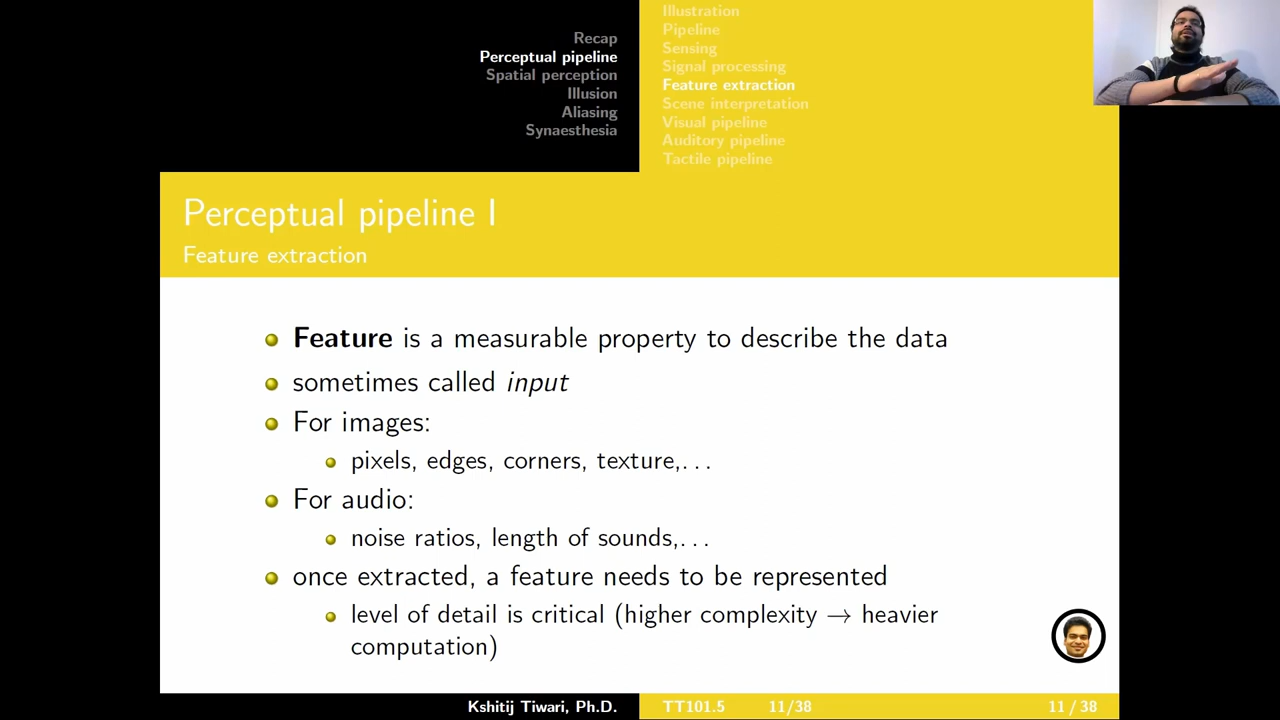 Recap
Perceptual pipeline
Spatial perception
Illusion
Aliasing
Synaesthesia
Illustration
Pipeline
Sensing
Signal processing
Feature extraction
Scene interpretation
Visual pipeline
Auditory pipeline
Tactile pipeline
Perceptual pipeline I
Feature extraction
Feature is a measurable property to describe the data
sometimes called input
For images:
pixels, edges, corners, texture,...
For audio:
noise ratios, length of sounds,...
once extracted, a feature needs to be represented
level of detail is critical (higher complexity → heavier
computation)
Kshitij Tiwari, Ph.D. TT101.5 11/38 11 / 38